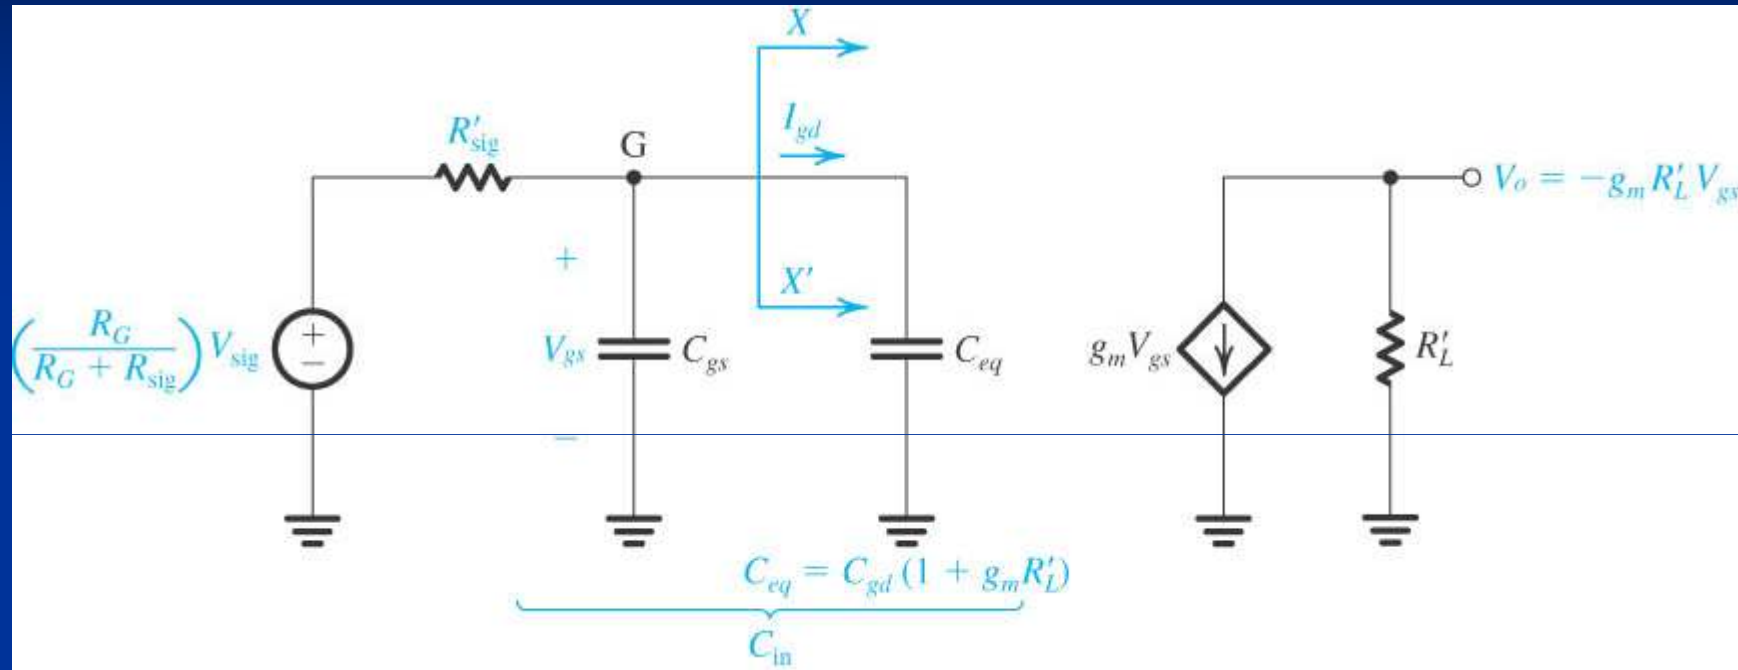 X
I_gd
R'_sig
G
V_o = −g_m R'_L V_gs
X'
+
(R_G / (R_G + R_sig)) V_sig
+
−
V_gs
C_gs
C_eq
g_m V_gs
R'_L
−
C_eq = C_gd (1 + g_m R'_L)
C_in